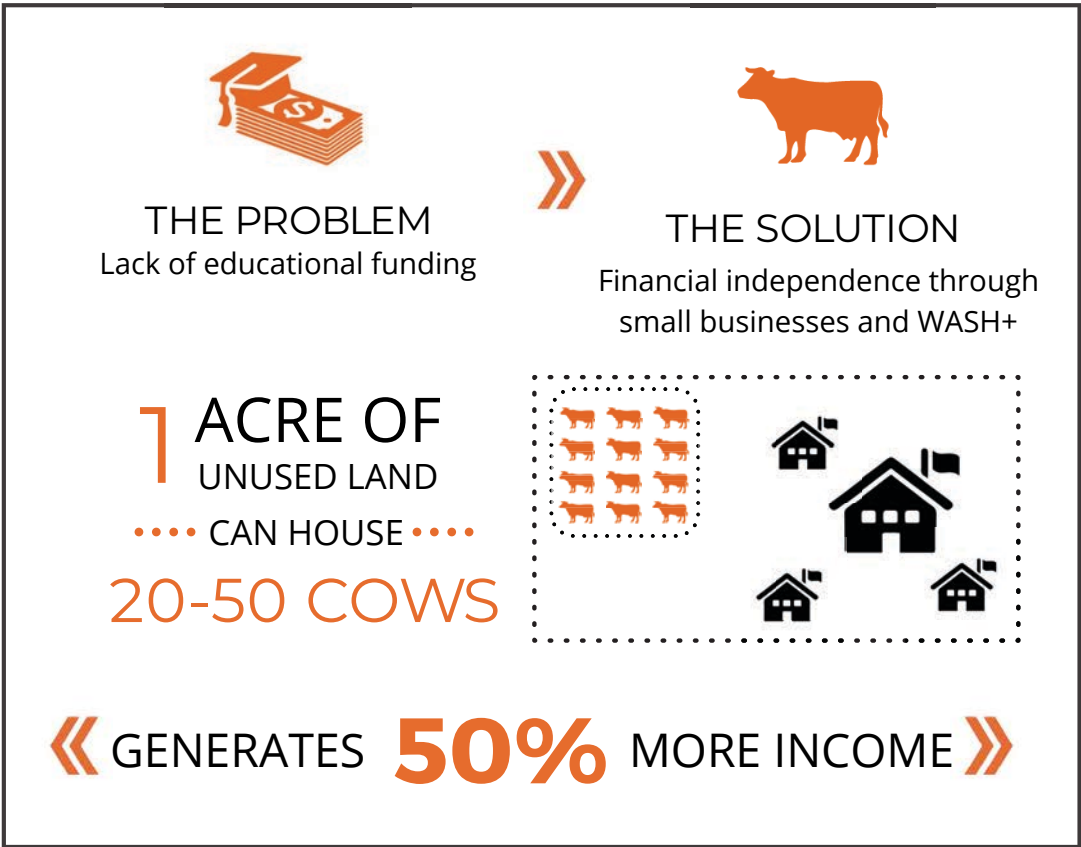 THE PROBLEM
Lack of educational funding
THE SOLUTION
Financial independence through
small businesses and WASH+
1 ACRE OF
UNUSED LAND
CAN HOUSE
20-50 COWS
GENERATES 50% MORE INCOME